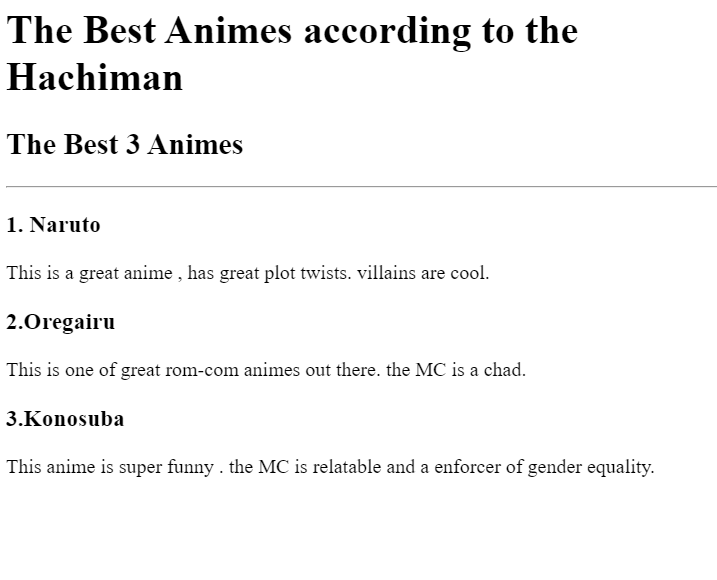 The Best Animes according to the
Hachiman
The Best 3 Animes
1. Naruto
This is a great anime , has great plot twists. villains are cool.
2.Oregairu
This is one of great rom-com animes out there. the MC is a chad.
3.Konosuba
This anime is super funny . the MC is relatable and a enforcer of gender equality.